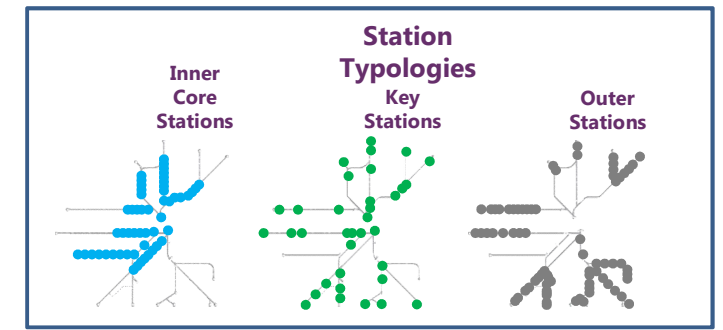 Station
Typologies
Inner
Core
Stations
Key
Stations
Outer
Stations